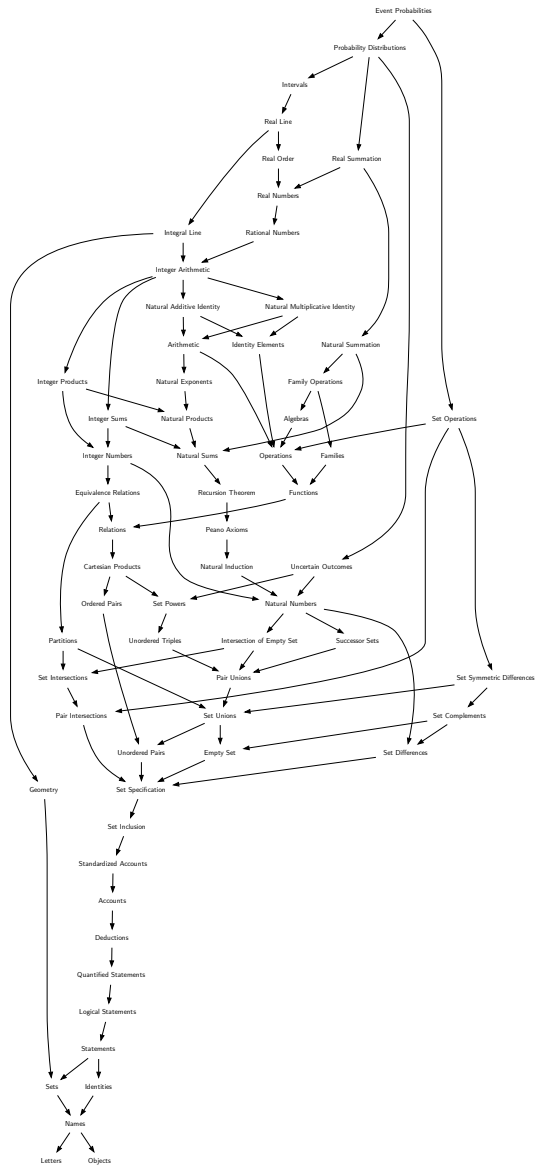 Event Probabilities
Probability Distributions
Intervals
Real Line
Real Order
Real Summation
Real Numbers
Integral Line
Rational Numbers
Integer Arithmetic
Natural Additive Identity
Natural Multiplicative Identity
Arithmetic
Identity Elements
Natural Summation
Integer Products
Natural Exponents
Family Operations
Integer Sums
Natural Products
Algebras
Set Operations
Integer Numbers
Natural Sums
Operations
Families
Equivalence Relations
Recursion Theorem
Functions
Relations
Peano Axioms
Cartesian Products
Natural Induction
Uncertain Outcomes
Ordered Pairs
Set Powers
Natural Numbers
Partitions
Unordered Triples
Intersection of Empty Set
Successor Sets
Set Intersections
Pair Unions
Set Symmetric Differences
Pair Intersections
Set Unions
Set Complements
Unordered Pairs
Empty Set
Set Differences
Geometry
Set Specification
Set Inclusion
Standardized Accounts
Accounts
Deductions
Quantified Statements
Logical Statements
Statements
Sets
Identities
Names
Letters
Objects